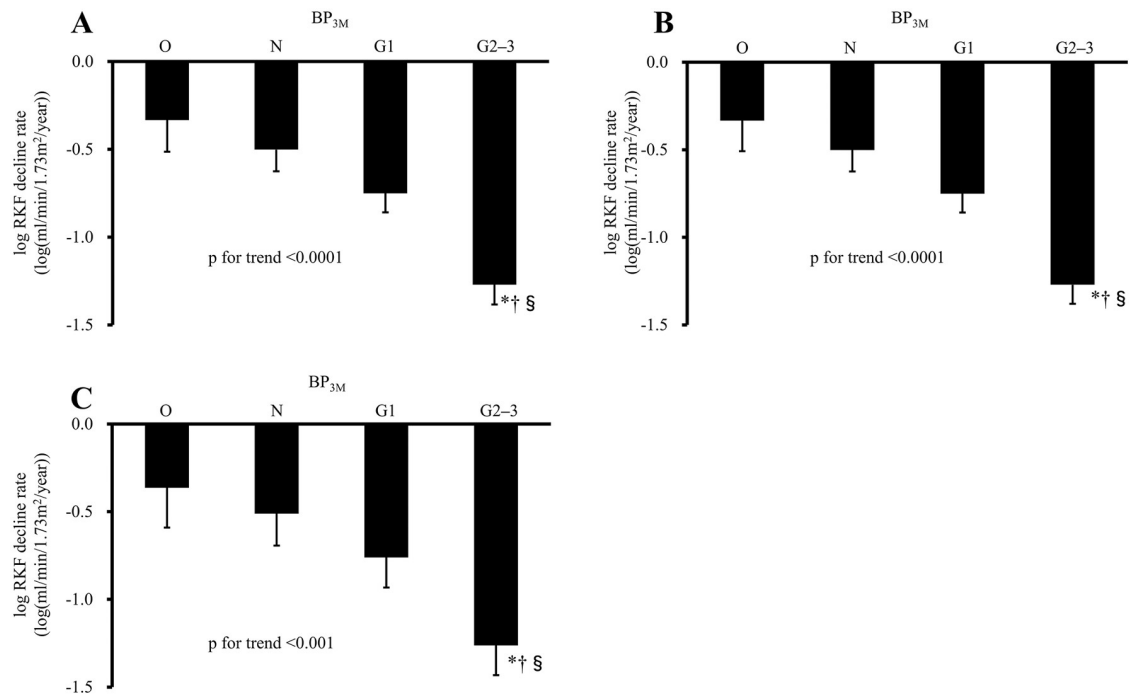 A
BP3M
O N G1 G2–3
log RKF decline rate
(log(ml/min/1.73m²/year))
0.0
-0.5
-1.0
-1.5
p for trend <0.0001
*† §
B
BP3M
O N G1 G2–3
log RKF decline rate
(log(ml/min/1.73m²/year))
0.0
-0.5
-1.0
-1.5
p for trend <0.0001
*† §
C
BP3M
O N G1 G2–3
log RKF decline rate
(log(ml/min/1.73m²/year))
0.0
-0.5
-1.0
-1.5
p for trend <0.001
*† §